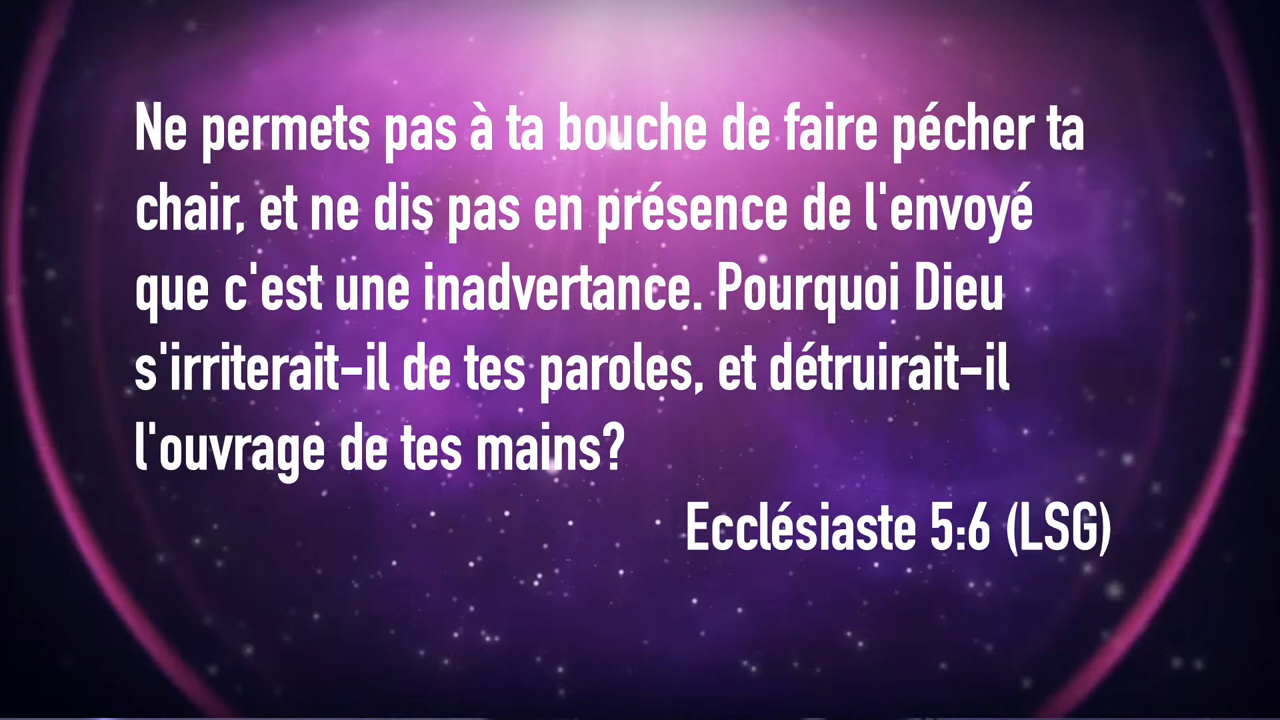 Ne permets pas à ta bouche de faire pécher ta
chair, et ne dis pas en présence de l'envoyé
que c'est une inadvertance. Pourquoi Dieu
s'irriterait-il de tes paroles, et détruirait-il
l'ouvrage de tes mains?
Ecclésiaste 5:6 (LSG)